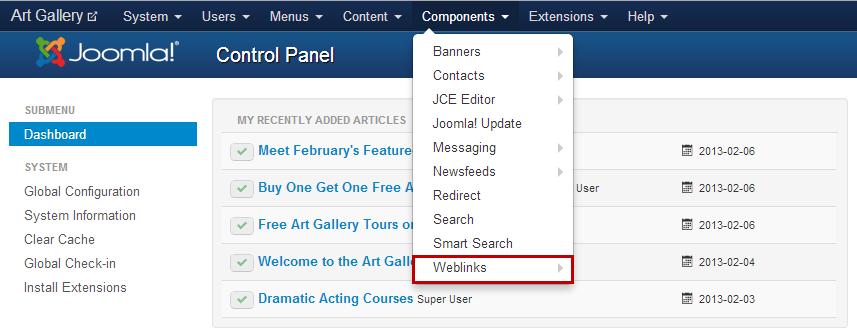 Art Gallery System Users Menus Content Components Extensions Help
Joomla! Control Panel
Banners
Contacts
JCE Editor
Joomla! Update
Messaging
Newsfeeds
Redirect
Search
Smart Search
Weblinks
SUBMENU
Dashboard
SYSTEM
Global Configuration
System Information
Clear Cache
Global Check-in
Install Extensions
MY RECENTLY ADDED ARTICLES
Meet February's Feature 2013-02-06
Buy One Get One Free A User 2013-02-06
Free Art Gallery Tours o 2013-02-06
Welcome to the Art Gall 2013-02-04
Dramatic Acting Courses Super User 2013-02-03